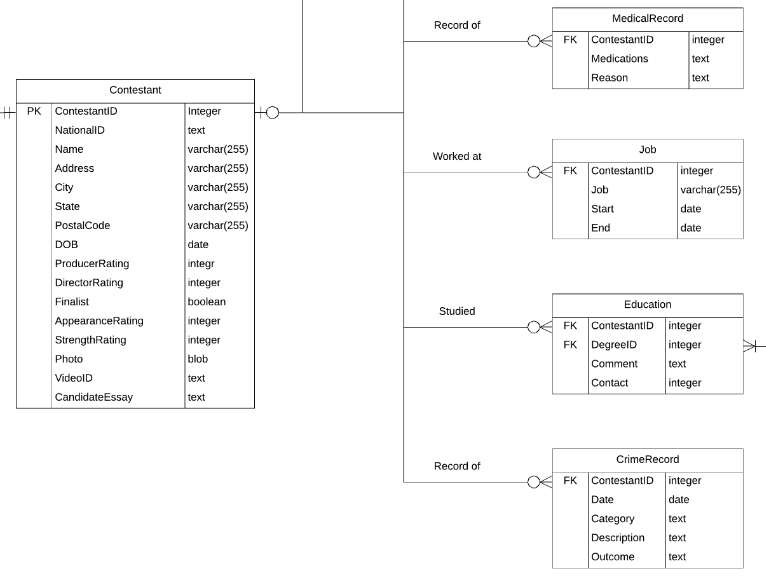 Contestant
PK ContestantID Integer
NationalID text
Name varchar(255)
Address varchar(255)
City varchar(255)
State varchar(255)
PostalCode varchar(255)
DOB date
ProducerRating integr
DirectorRating integer
Finalist boolean
AppearanceRating integer
StrengthRating integer
Photo blob
VideoID text
CandidateEssay text
Record of
MedicalRecord
FK ContestantID integer
Medications text
Reason text
Worked at
Job
FK ContestantID integer
Job varchar(255)
Start date
End date
Studied
Education
FK ContestantID integer
FK DegreeID integer
Comment text
Contact integer
Record of
CrimeRecord
FK ContestantID integer
Date date
Category text
Description text
Outcome text